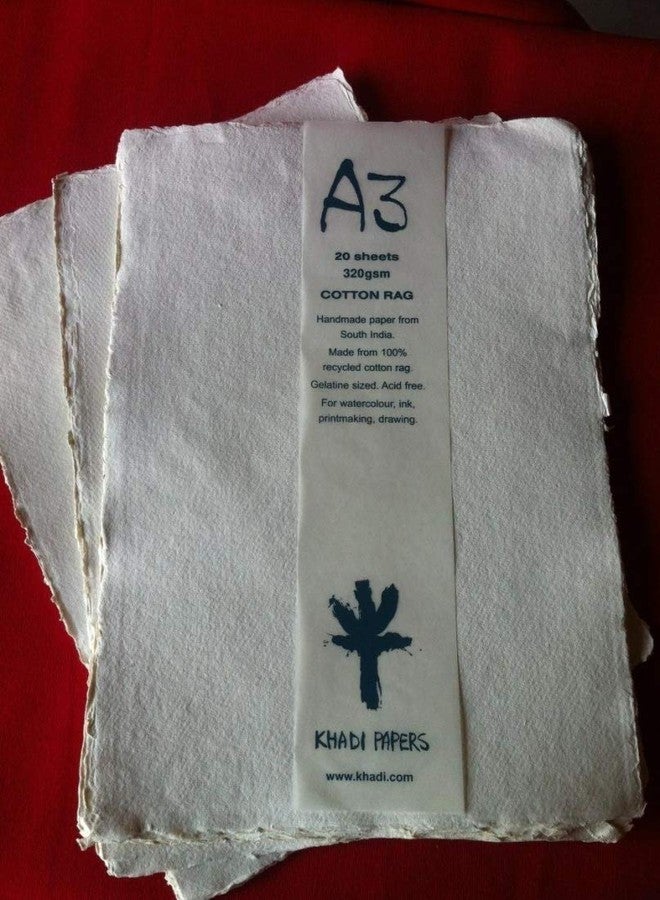 A3
20 sheets
320gsm
COTTON RAG
Handmade paper from
South India.
Made from 100%
recycled cotton rag.
Gelatine sized. Acid free.
For watercolour, ink,
printmaking, drawing.
KHADI PAPERS
www.khadi.com